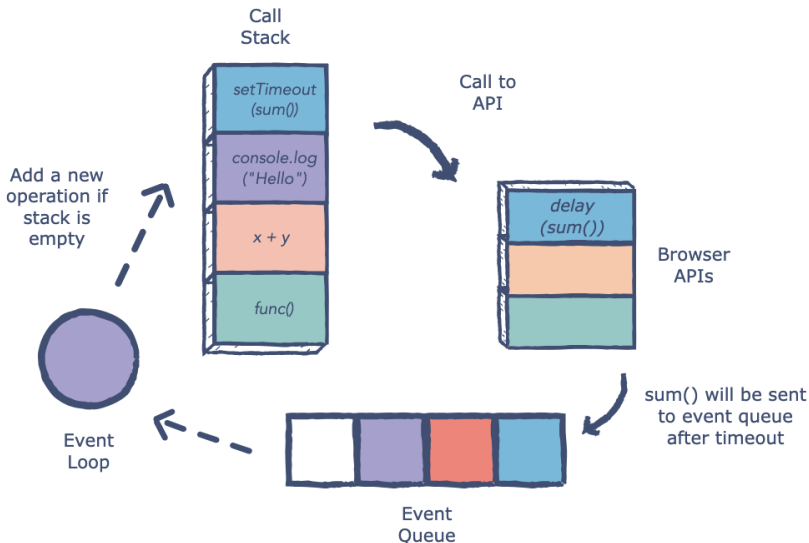 Call
Stack
setTimeout
(sum())
console.log
("Hello")
x + y
func()
Call to
API
delay
(sum())
Browser
APIs
sum() will be sent
to event queue
after timeout
Event
Queue
Event
Loop
Add a new
operation if
stack is
empty